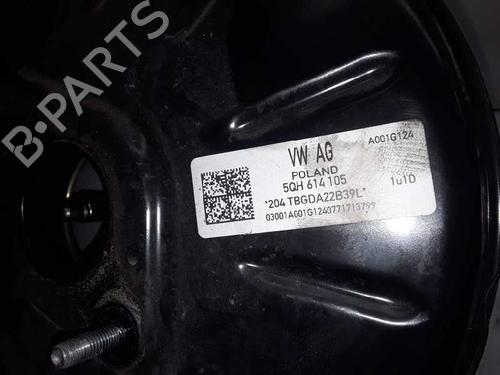 B-PARTS
VW AG
A001G124
POLAND
5QH 614 105
1u1D
*204 TBGDA22B39L*
03001A001G1240771713799